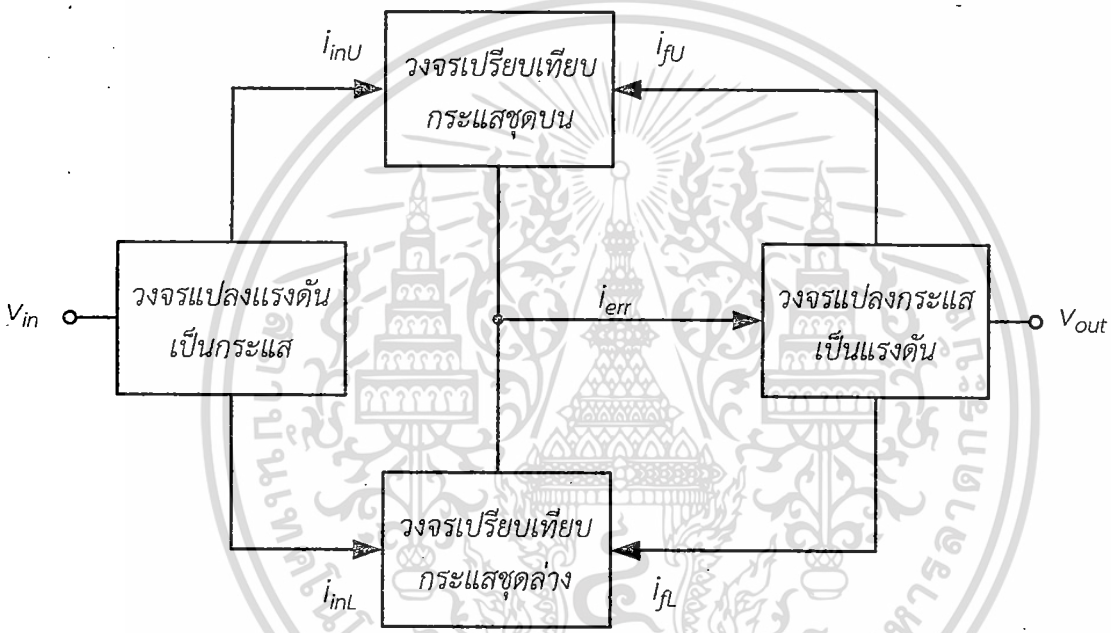 i_inU
วงจรเปรียบเทียบ
กระแสชุดบน
i_fU
V_in
วงจรแปลงแรงดัน
เป็นกระแส
i_err
วงจรแปลงกระแส
เป็นแรงดัน
V_out
i_inL
วงจรเปรียบเทียบ
กระแสชุดล่าง
i_fL